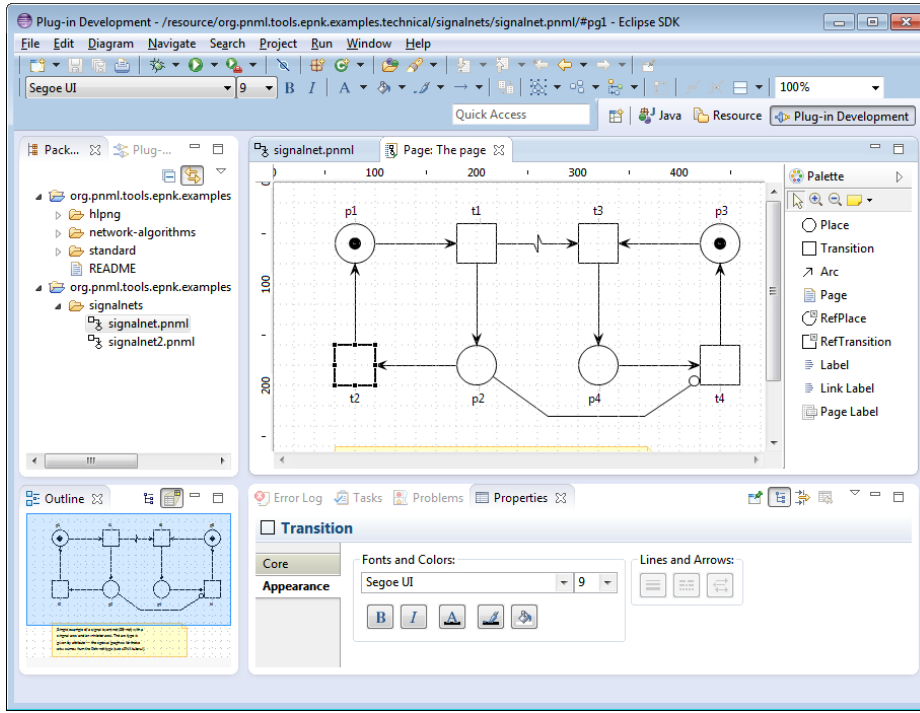 Plug-in Development - /resource/org.pnml.tools.epnk.examples.technical/signalnets/signalnet.pnml/#pg1 - Eclipse SDK
File Edit Diagram Navigate Search Project Run Window Help
Segoe UI 9 B I A 100%
Quick Access Java Resource Plug-in Development
Pack... Plug-...
org.pnml.tools.epnk.examples
hlpng
network-algorithms
standard
README
org.pnml.tools.epnk.examples
signalnets
signalnet.pnml
signalnet2.pnml
signalnet.pnml Page: The page
0 100 200 300 400
p1 t1 t3 p3
100
200
t2 p2 p4 t4
Palette
Place
Transition
Arc
Page
RefPlace
RefTransition
Label
Link Label
Page Label
Outline
Error Log Tasks Problems Properties
Transition
Core
Appearance
Fonts and Colors:
Segoe UI 9
B I A
Lines and Arrows: